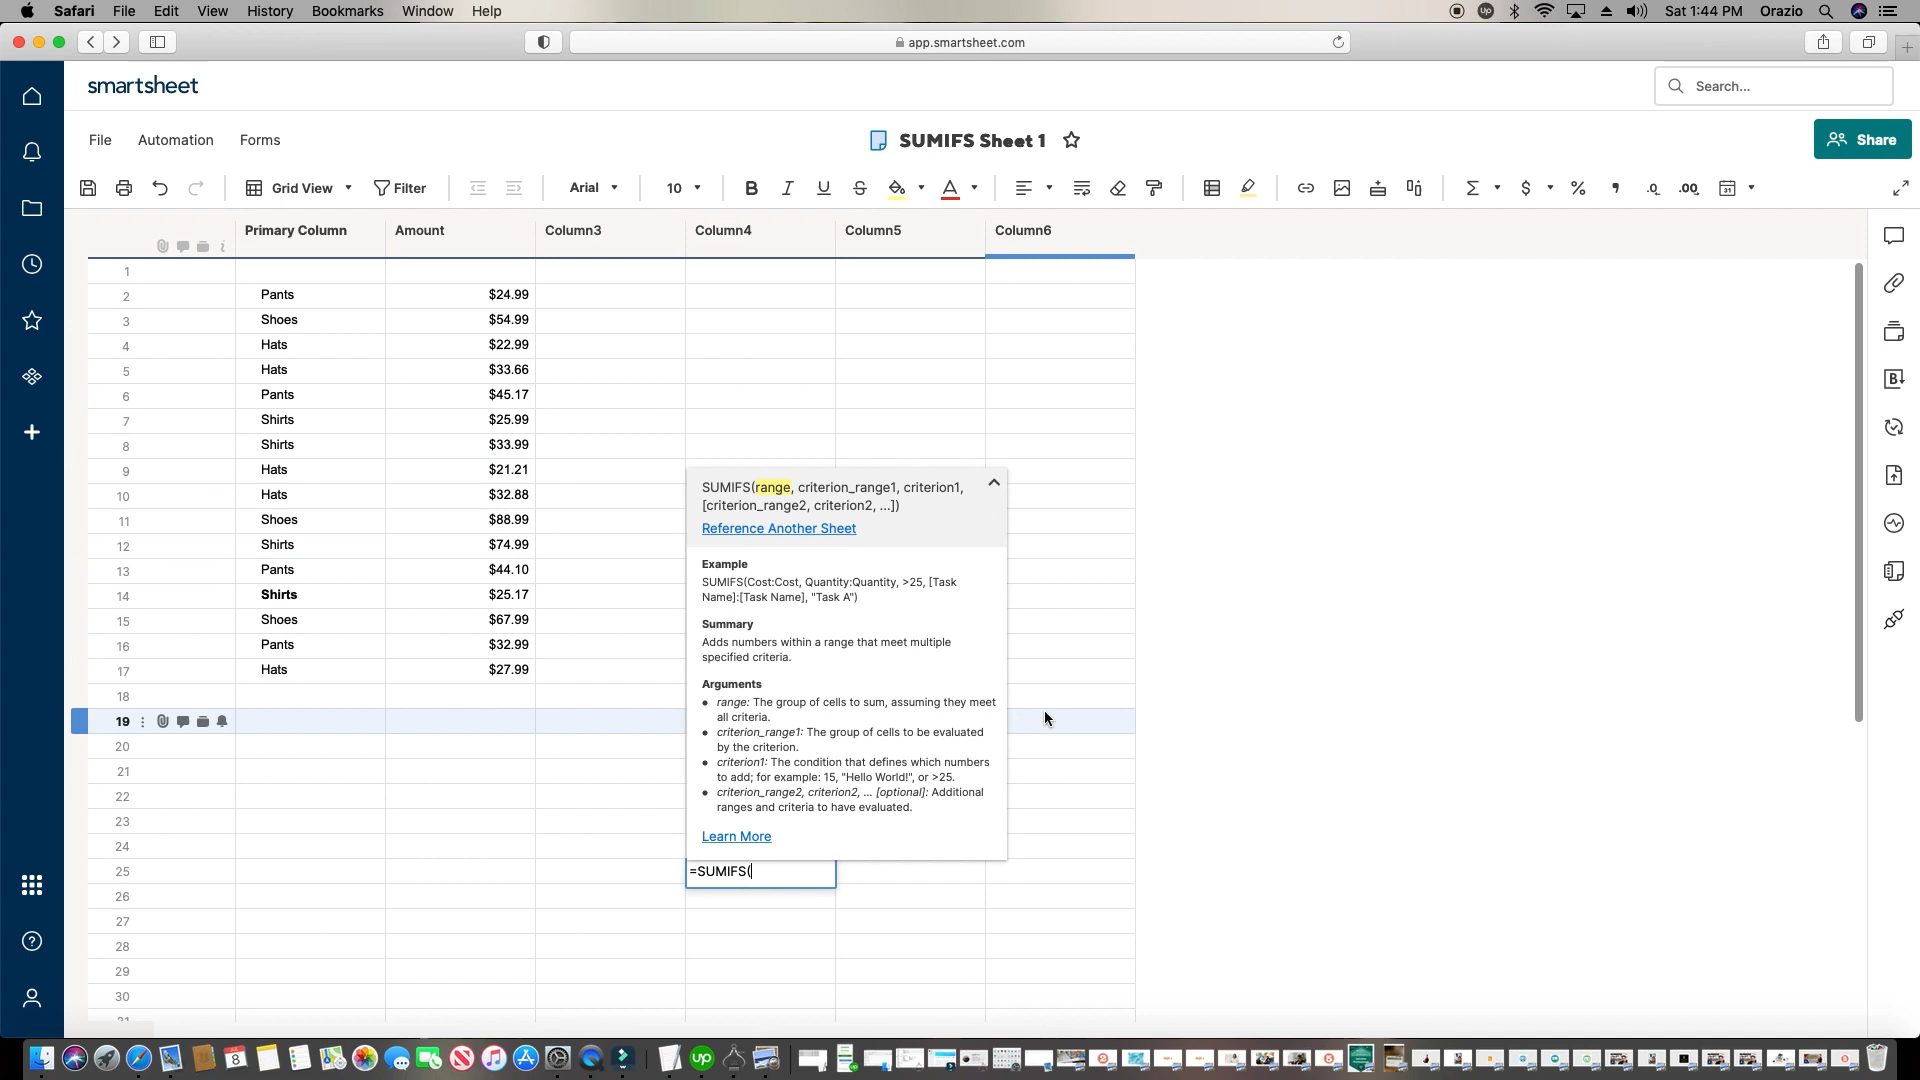 Safari File Edit View History Bookmarks Window Help Sat 1:44 PM Orazio
app.smartsheet.com
smartsheet
Search...
File Automation Forms
SUMIFS Sheet 1
Share
Grid View Filter Arial 10
Primary Column Amount Column3 Column4 Column5 Column6
1
2 Pants $24.99
3 Shoes $54.99
4 Hats $22.99
5 Hats $33.66
6 Pants $45.17
7 Shirts $25.99
8 Shirts $33.99
9 Hats $21.21
10 Hats $32.88
11 Shoes $88.99
12 Shirts $74.99
13 Pants $44.10
14 Shirts $25.17
15 Shoes $67.99
16 Pants $32.99
17 Hats $27.99
18
19
20
21
22
23
24
25
26
27
28
29
30
SUMIFS(range, criterion_range1, criterion1,
[criterion_range2, criterion2, ...])
Reference Another Sheet
Example
SUMIFS(Cost:Cost, Quantity:Quantity, >25, [Task
Name]:[Task Name], "Task A")
Summary
Adds numbers within a range that meet multiple
specified criteria.
Arguments
range: The group of cells to sum, assuming they meet
all criteria.
criterion_range1: The group of cells to be evaluated
by the criterion.
criterion1: The condition that defines which numbers
to add; for example: 15, "Hello World!", or >25.
criterion_range2, criterion2, ... [optional]: Additional
ranges and criteria to have evaluated.
Learn More
=SUMIFS(